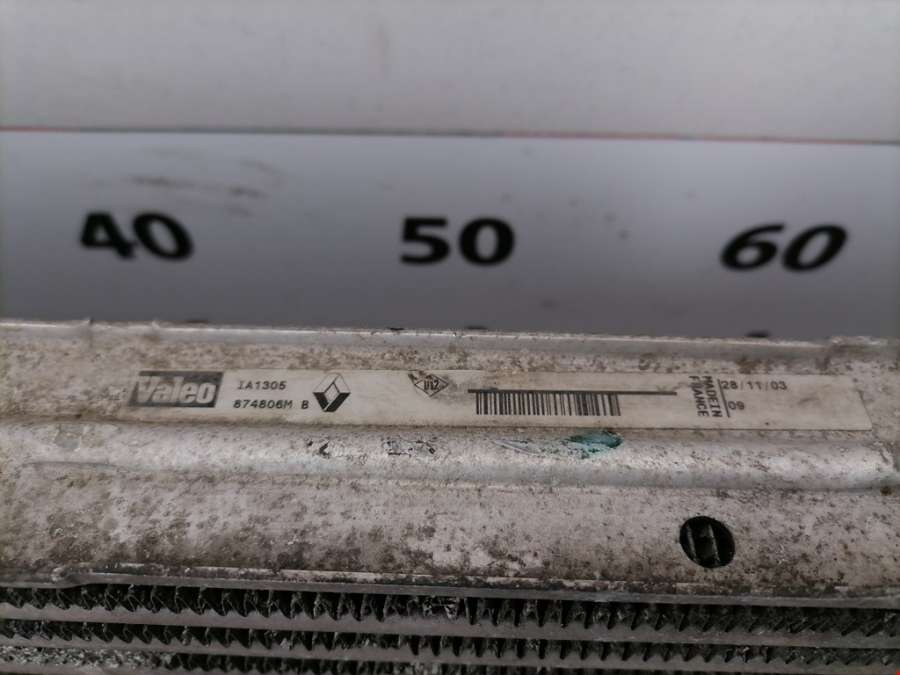 40 50 60
Valeo
IA1305
874806M B
MADE IN
FRANCE
28/11/03
09